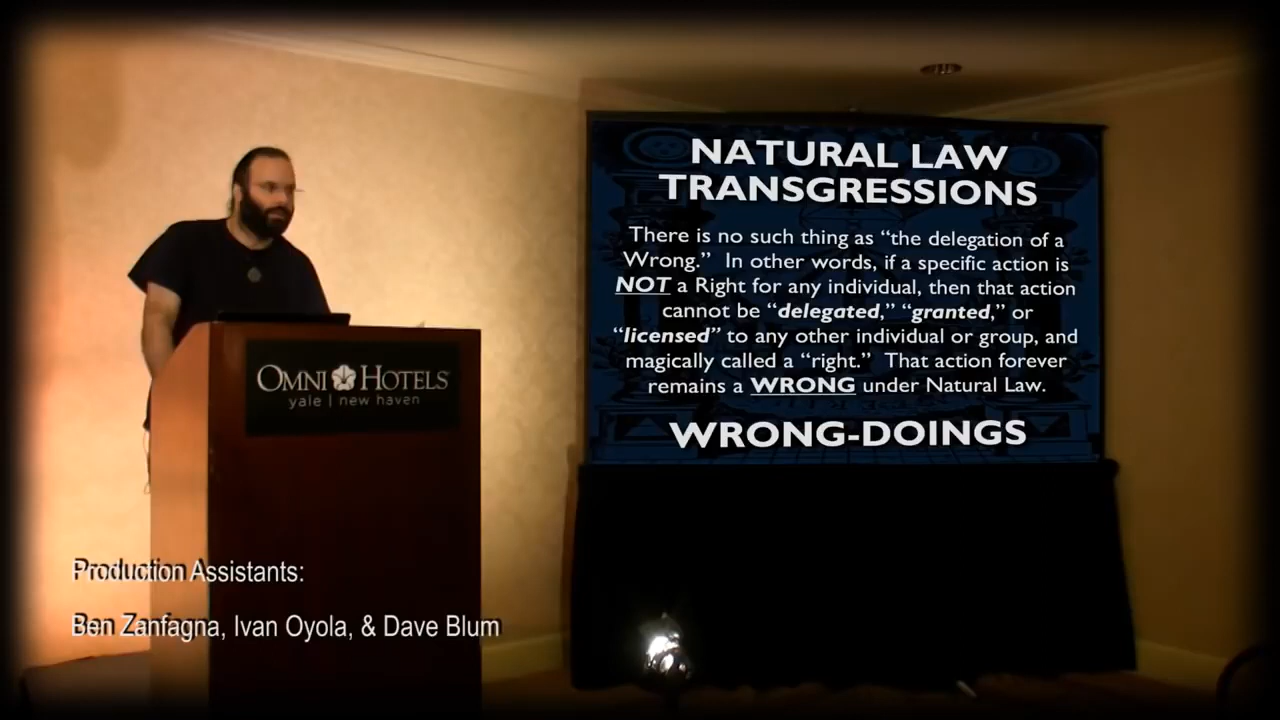 NATURAL LAW
TRANSGRESSIONS
There is no such thing as “the delegation of a
Wrong.” In other words, if a specific action is
NOT a Right for any individual, then that action
cannot be “delegated,” “granted,” or
“licensed” to any other individual or group, and
magically called a “right.” That action forever
remains a WRONG under Natural Law.
WRONG-DOINGS
OMNI HOTELS®
yale | new haven
Production Assistants:
Ben Zanfagna, Ivan Oyola, & Dave Blum